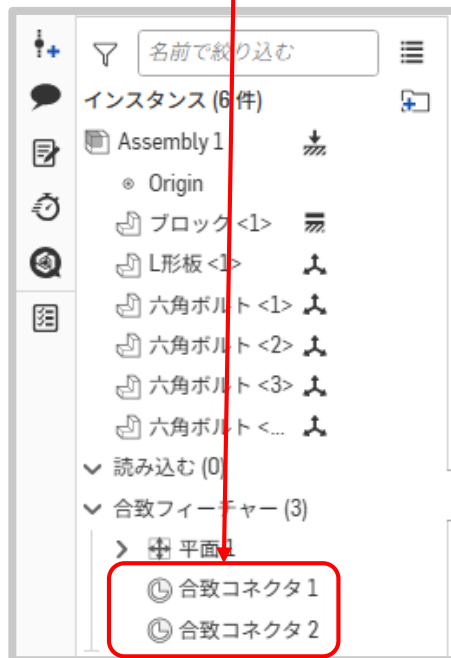 名前で絞り込む
インスタンス (6 件)
Assembly 1
Origin
ブロック <1>
L形板 <1>
六角ボルト <1>
六角ボルト <2>
六角ボルト <3>
六角ボルト <...
読み込む (0)
合致フィーチャー (3)
平面 1
合致コネクタ 1
合致コネクタ 2